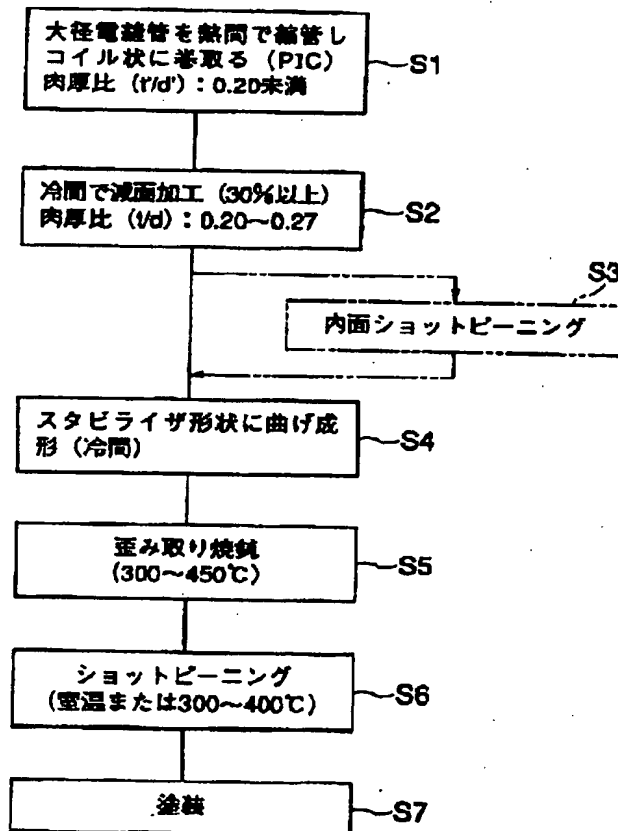 大径電縫管を熱間で縮管し
コイル状に巻取る (PIC)
肉厚比 (t'/d') : 0.20未満
S1
冷間で減面加工 (30%以上)
肉厚比 (t/d) : 0.20〜0.27
S2
S3
内面ショットピーニング
スタビライザ形状に曲げ成
形 (冷間)
S4
歪み取り焼鈍
(300〜450℃)
S5
ショットピーニング
(室温または300〜400℃)
S6
塗装
S7